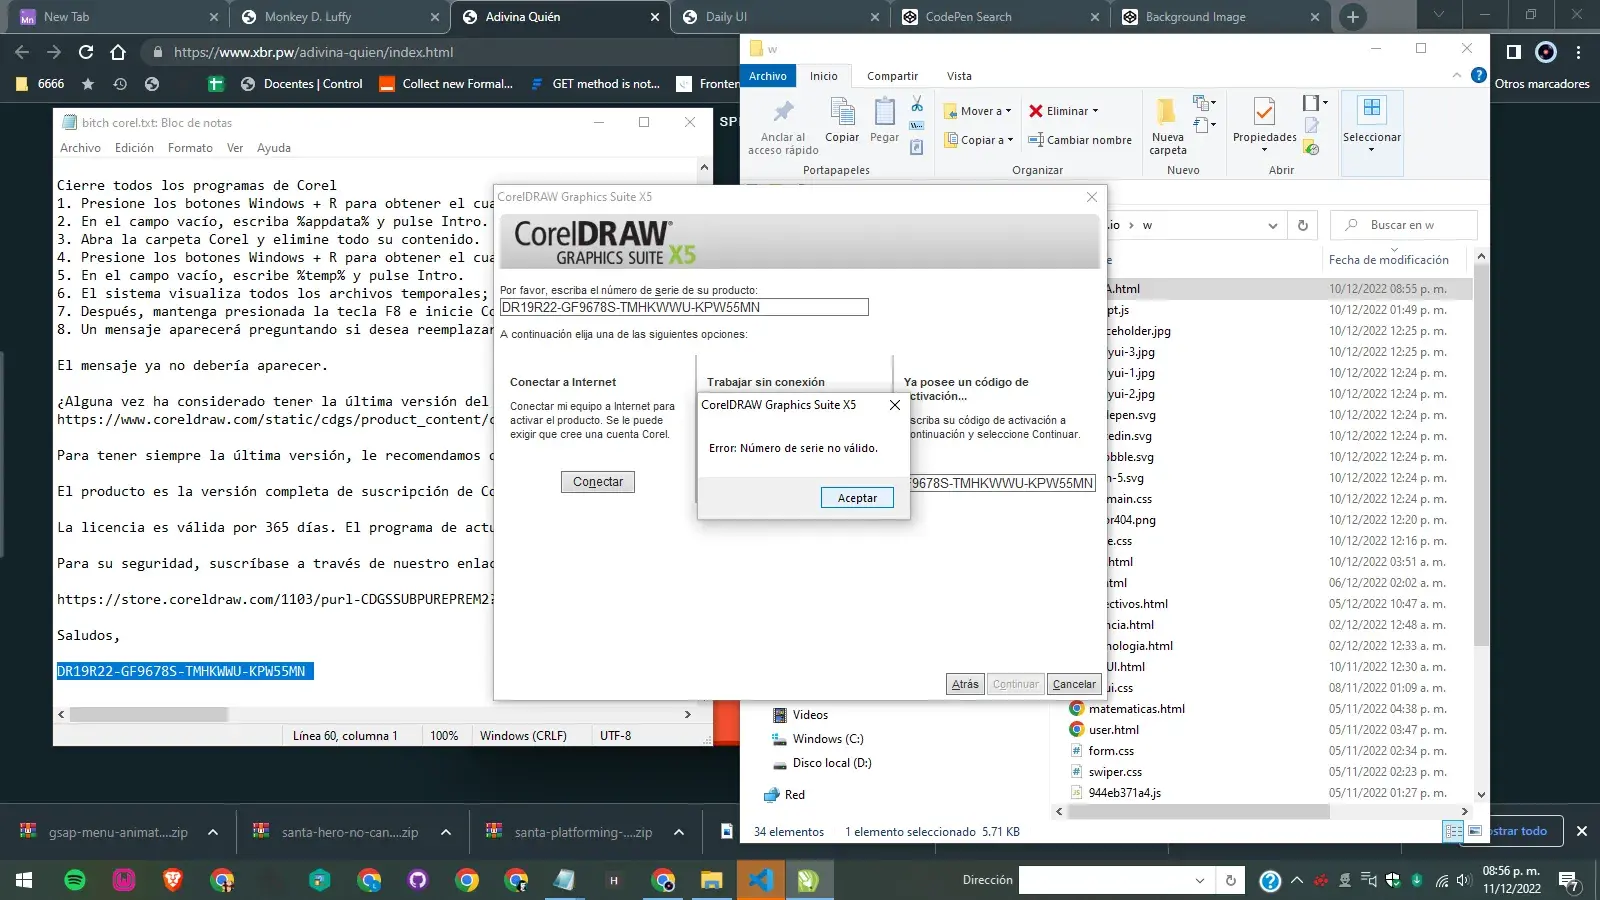 New Tab
Monkey D. Luffy
Adivina Quién
Daily UI
CodePen Search
Background Image
https://www.xbr.pw/adivina-quien/index.html
6666
Docentes | Control
Collect new Formal...
GET method is not...
Fronten
Otros marcadores
bitch corel.txt: Bloc de notas
Archivo
Edición
Formato
Ver
Ayuda
Cierre todos los programas de Corel
1. Presione los botones Windows + R para obtener el cua
2. En el campo vacío, escriba %appdata% y pulse Intro.
3. Abra la carpeta Corel y elimine todo su contenido.
4. Presione los botones Windows + R para obtener el cua
5. En el campo vacío, escribe %temp% y pulse Intro.
6. El sistema visualiza todos los archivos temporales;
7. Después, mantenga presionada la tecla F8 e inicie Co
8. Un mensaje aparecerá preguntando si desea reemplazar
El mensaje ya no debería aparecer.
¿Alguna vez ha considerado tener la última versión del
https://www.coreldraw.com/static/cdgs/product_content/c
Para tener siempre la última versión, le recomendamos
El producto es la versión completa de suscripción de Co
La licencia es válida por 365 días. El programa de actu
Para su seguridad, suscríbase a través de nuestro enlac
https://store.coreldraw.com/1103/purl-CDGSSUBPUREPREM2?
Saludos,
DR19R22-GF9678S-TMHKWWU-KPW55MN
Línea 60, columna 1
100%
Windows (CRLF)
UTF-8
SP
w
Archivo
Inicio
Compartir
Vista
Anclar al
acceso rápido
Copiar
Pegar
Portapapeles
Mover a
Copiar a
Eliminar
Cambiar nombre
Organizar
Nueva
carpeta
Nuevo
Propiedades
Abrir
Seleccionar
.io > w
Buscar en w
Fecha de modificación
A.html 10/12/2022 08:55 p. m.
pt.js 10/12/2022 01:49 p. m.
ceholder.jpg 10/12/2022 12:25 p. m.
yui-3.jpg 10/12/2022 12:25 p. m.
yui-1.jpg 10/12/2022 12:24 p. m.
yui-2.jpg 10/12/2022 12:24 p. m.
depen.svg 10/12/2022 12:24 p. m.
edin.svg 10/12/2022 12:24 p. m.
bbble.svg 10/12/2022 12:24 p. m.
n-5.svg 10/12/2022 12:24 p. m.
main.css 10/12/2022 12:24 p. m.
or404.png 10/12/2022 12:20 p. m.
e.css 10/12/2022 12:16 p. m.
html 10/12/2022 03:51 a. m.
tml 06/12/2022 02:02 a. m.
ectivos.html 05/12/2022 10:47 a. m.
ncia.html 02/12/2022 12:48 a. m.
nologia.html 02/12/2022 12:33 a. m.
UI.html 10/11/2022 12:30 a. m.
ui.css 08/11/2022 01:09 a. m.
matematicas.html 05/11/2022 04:38 p. m.
user.html 05/11/2022 03:47 p. m.
form.css 05/11/2022 02:34 p. m.
swiper.css 05/11/2022 02:23 p. m.
944eb371a4.js 05/11/2022 01:27 p. m.
Videos
Windows (C:)
Disco local (D:)
Red
34 elementos
1 elemento seleccionado 5.71 KB
CorelDRAW Graphics Suite X5
CorelDRAW®
GRAPHICS SUITE X5
Por favor, escriba el número de serie de su producto:
DR19R22-GF9678S-TMHKWWU-KPW55MN
A continuación elija una de las siguientes opciones:
Conectar a Internet
Conectar mi equipo a Internet para
activar el producto. Se le puede
exigir que cree una cuenta Corel.
Conectar
Trabajar sin conexión
Ya posee un código de
ctivación...
scriba su código de activación a
ontinuación y seleccione Continuar.
F9678S-TMHKWWU-KPW55MN
CorelDRAW Graphics Suite X5
Error: Número de serie no válido.
Aceptar
Atrás
Continuar
Cancelar
gsap-menu-animat....zip
santa-hero-no-can....zip
santa-platforming-....zip
ostrar todo
Dirección
08:56 p. m.
11/12/2022
7